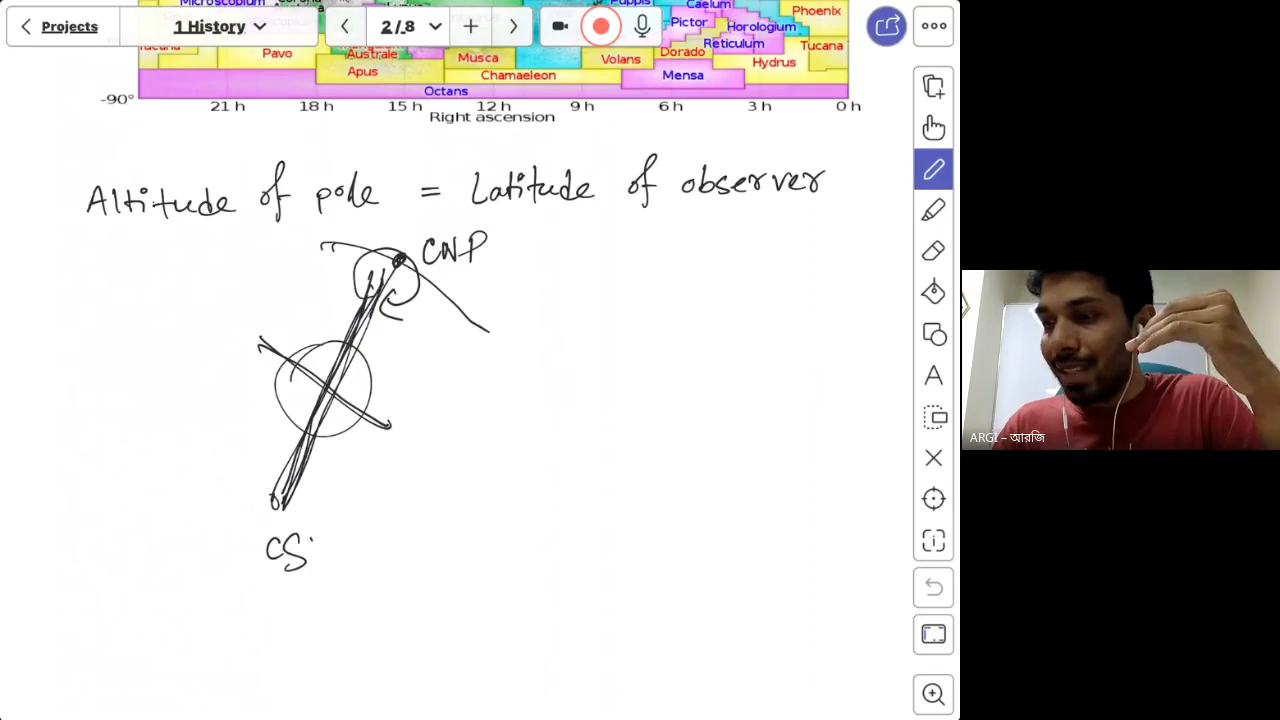 Microscopium Puppis Caelum Phoenix
Projects 1 History 2/8
Pictor Horologium
Reticulum
Pavo Australe Musca Volans Dorado Hydrus Tucana
Apus Chamaeleon Mensa
Octans
-90°
21 h 18 h 15 h 12 h 9 h 6 h 3 h 0 h
Right ascension
Altitude of pole = Latitude of observer
CNP
CS
ARGI – আরজি
A